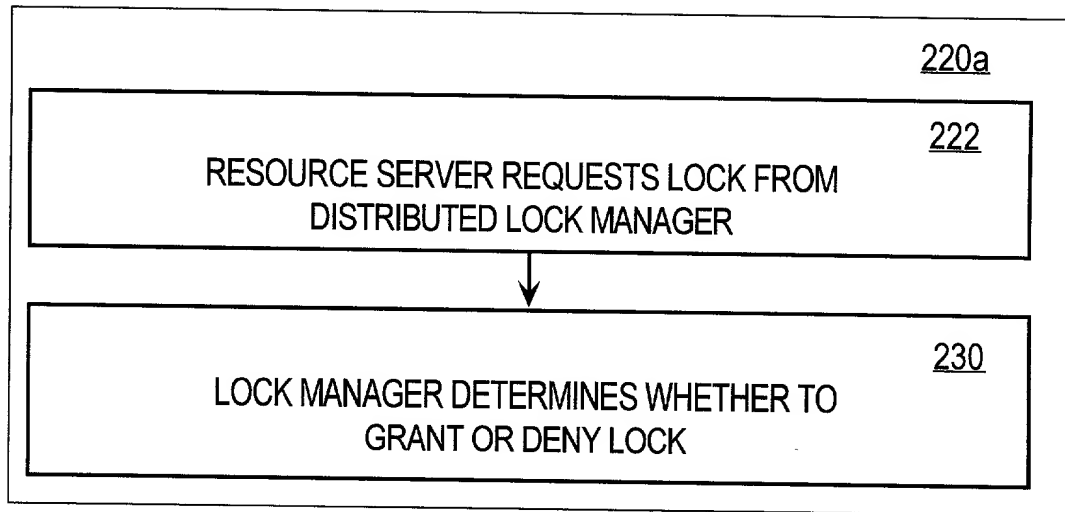 220a
222
RESOURCE SERVER REQUESTS LOCK FROM
DISTRIBUTED LOCK MANAGER
230
LOCK MANAGER DETERMINES WHETHER TO
GRANT OR DENY LOCK